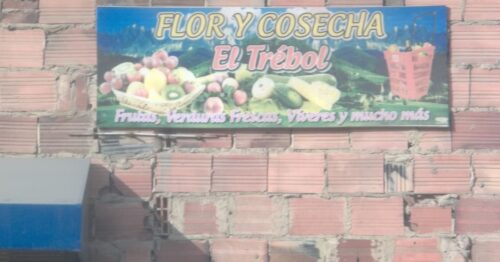 FLOR Y COSECHA
El Trébol
Frutas, Verduras Frescas, Víveres y mucho más